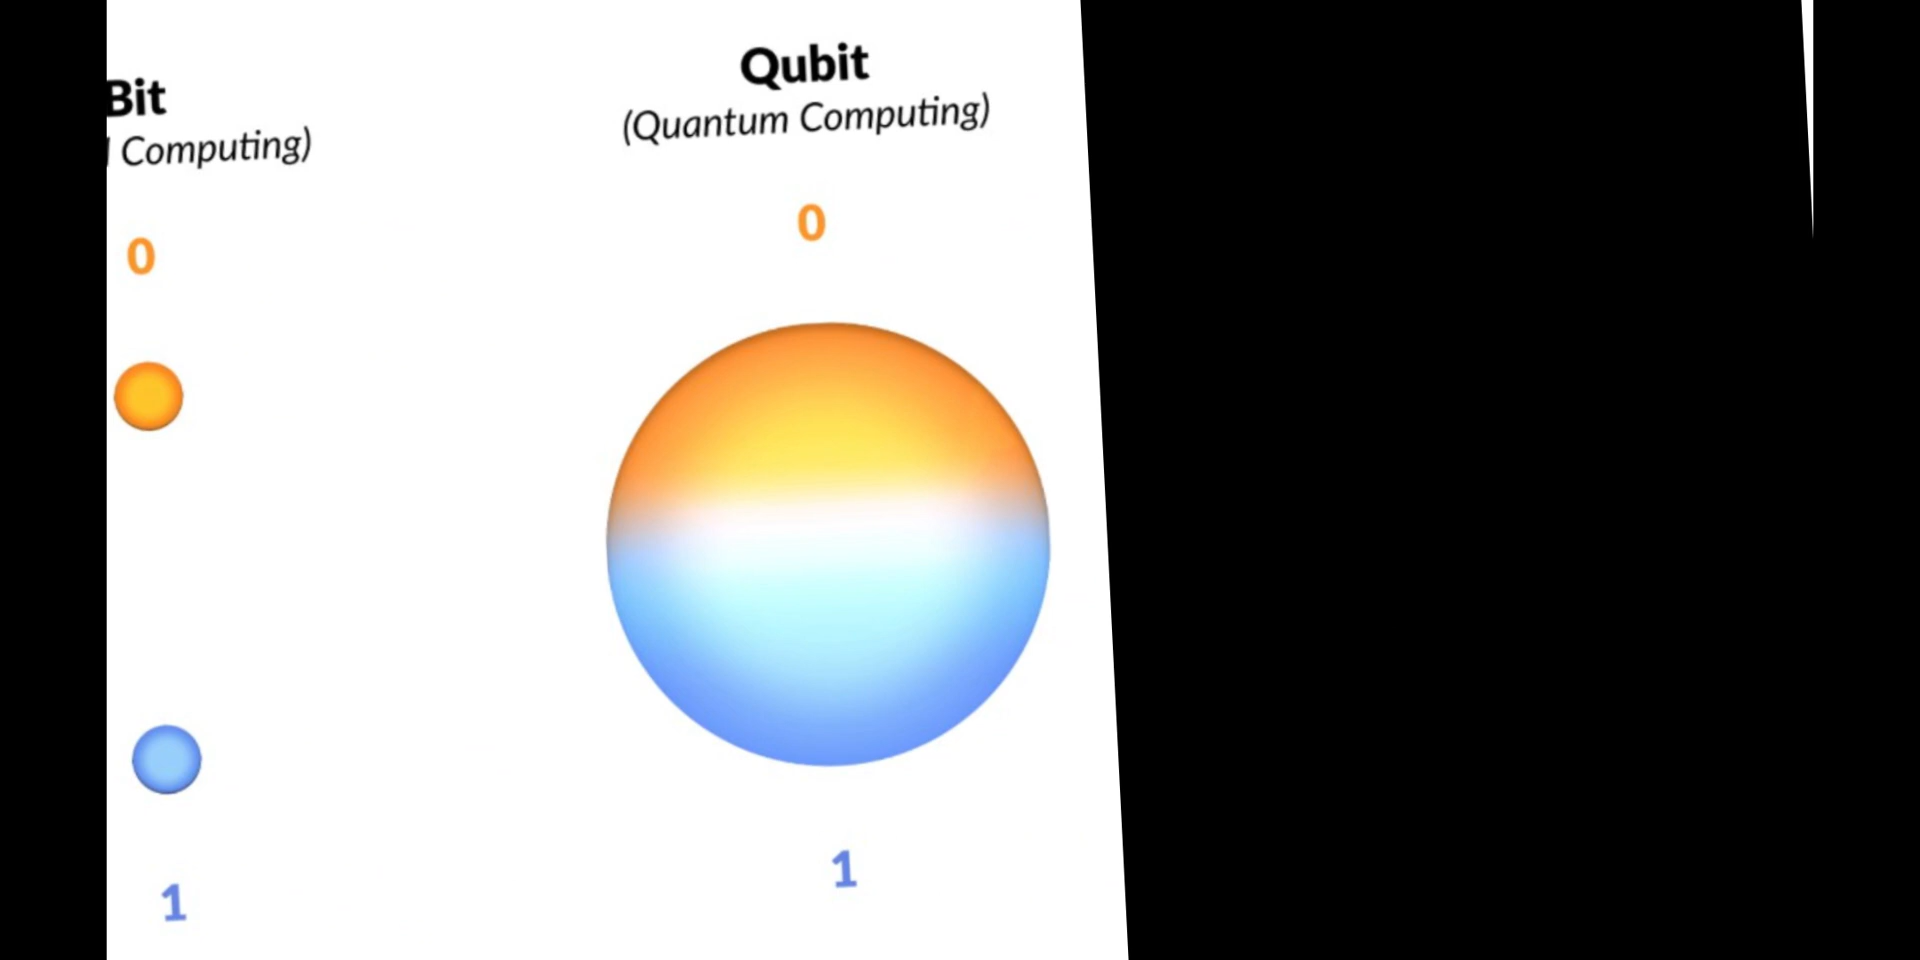 Bit
Computing)
0
1
Qubit
(Quantum Computing)
0
1